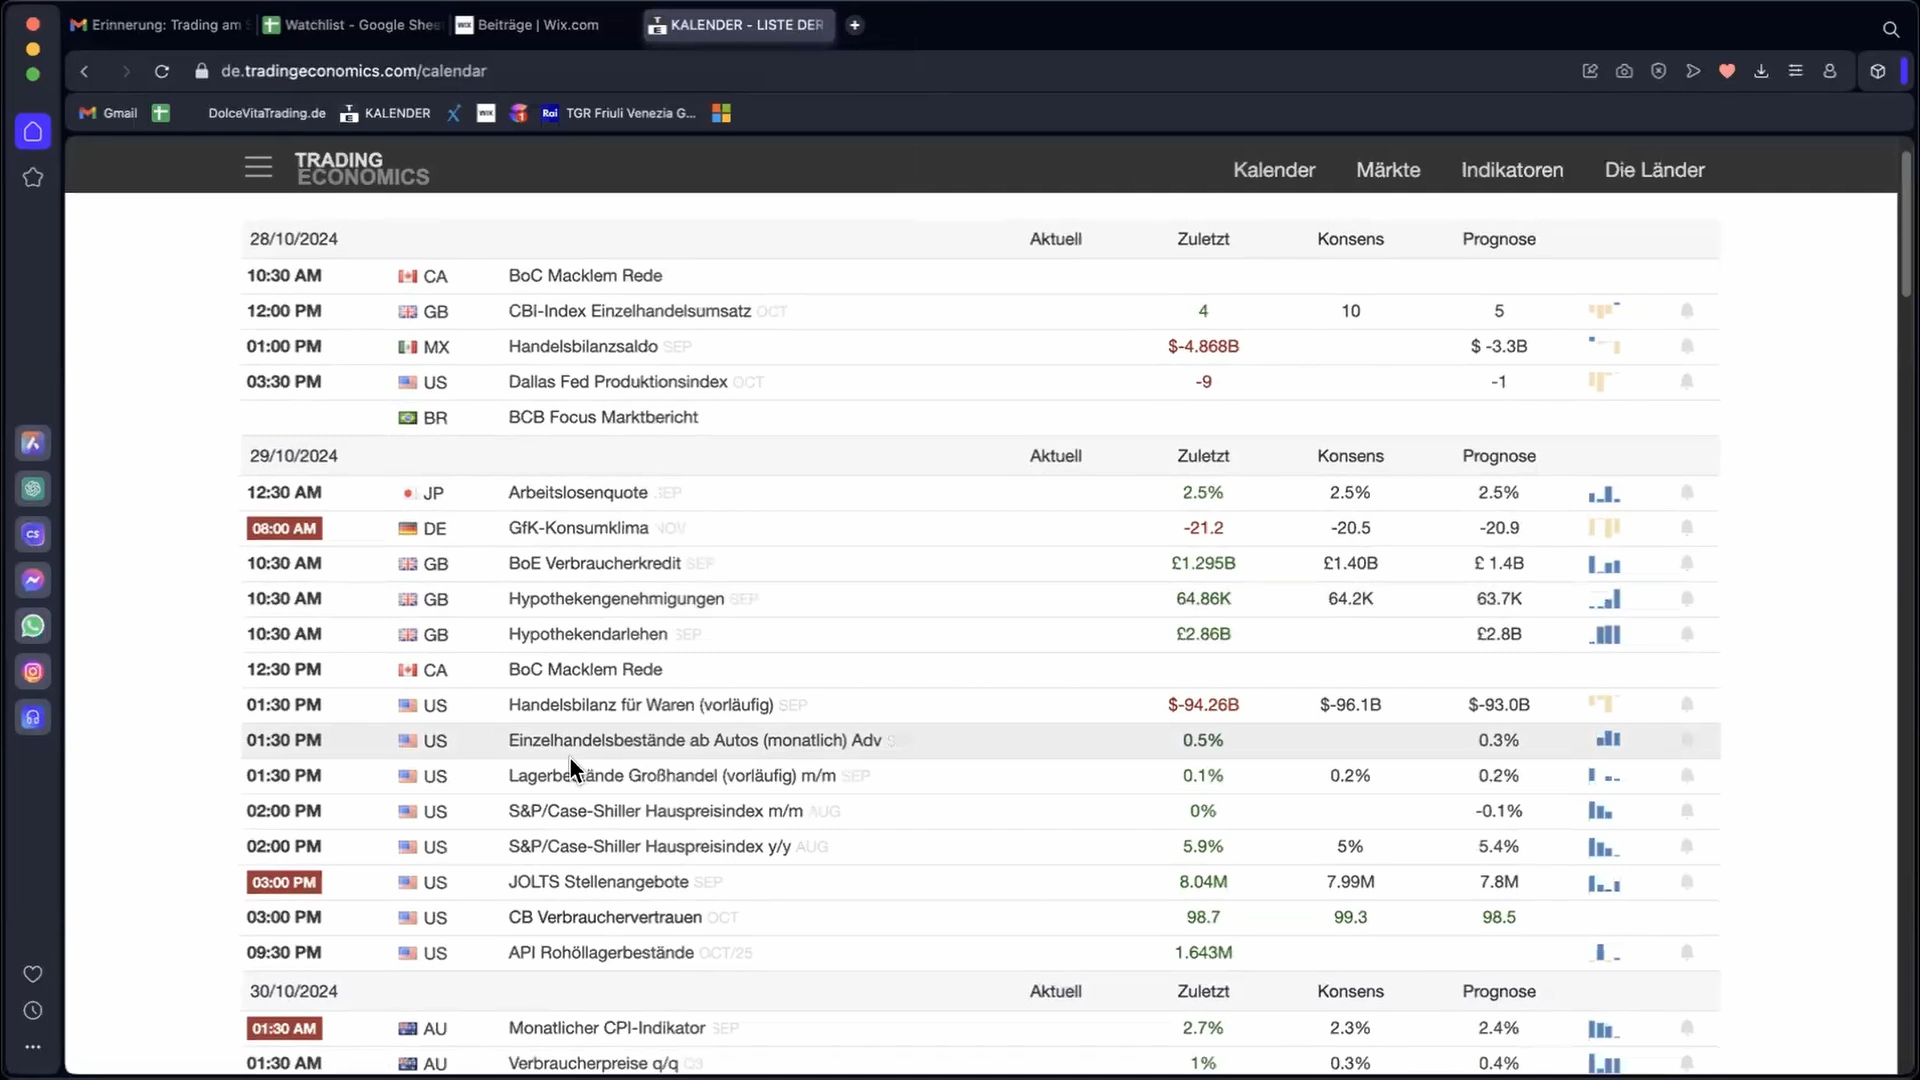 Erinnerung: Trading am
Watchlist - Google Shee
WIX Beiträge | Wix.com
KALENDER - LISTE DER
de.tradingeconomics.com/calendar
Gmail
DolceVitaTrading.de
KALENDER
WIX
Rai TGR Friuli Venezia G...
TRADING
ECONOMICS
Kalender Märkte Indikatoren Die Länder
28/10/2024 Aktuell Zuletzt Konsens Prognose
10:30 AM CA BoC Macklem Rede
12:00 PM GB CBI-Index Einzelhandelsumsatz OCT 4 10 5
01:00 PM MX Handelsbilanzsaldo SEP $-4.868B $ -3.3B
03:30 PM US Dallas Fed Produktionsindex OCT -9 -1
BR BCB Focus Marktbericht
29/10/2024 Aktuell Zuletzt Konsens Prognose
12:30 AM JP Arbeitslosenquote SEP 2.5% 2.5% 2.5%
08:00 AM DE GfK-Konsumklima NOV -21.2 -20.5 -20.9
10:30 AM GB BoE Verbraucherkredit SEP £1.295B £1.40B £ 1.4B
10:30 AM GB Hypothekengenehmigungen SEP 64.86K 64.2K 63.7K
10:30 AM GB Hypothekendarlehen SEP £2.86B £2.8B
12:30 PM CA BoC Macklem Rede
01:30 PM US Handelsbilanz für Waren (vorläufig) SEP $-94.26B $-96.1B $-93.0B
01:30 PM US Einzelhandelsbestände ab Autos (monatlich) Adv 0.5% 0.3%
01:30 PM US Lagerbestände Großhandel (vorläufig) m/m SEP 0.1% 0.2% 0.2%
02:00 PM US S&P/Case-Shiller Hauspreisindex m/m AUG 0% -0.1%
02:00 PM US S&P/Case-Shiller Hauspreisindex y/y AUG 5.9% 5% 5.4%
03:00 PM US JOLTS Stellenangebote SEP 8.04M 7.99M 7.8M
03:00 PM US CB Verbrauchervertrauen OCT 98.7 99.3 98.5
09:30 PM US API Rohöllagerbestände OCT/25 1.643M
30/10/2024 Aktuell Zuletzt Konsens Prognose
01:30 AM AU Monatlicher CPI-Indikator SEP 2.7% 2.3% 2.4%
01:30 AM AU Verbraucherpreise q/q Q3 1% 0.3% 0.4%